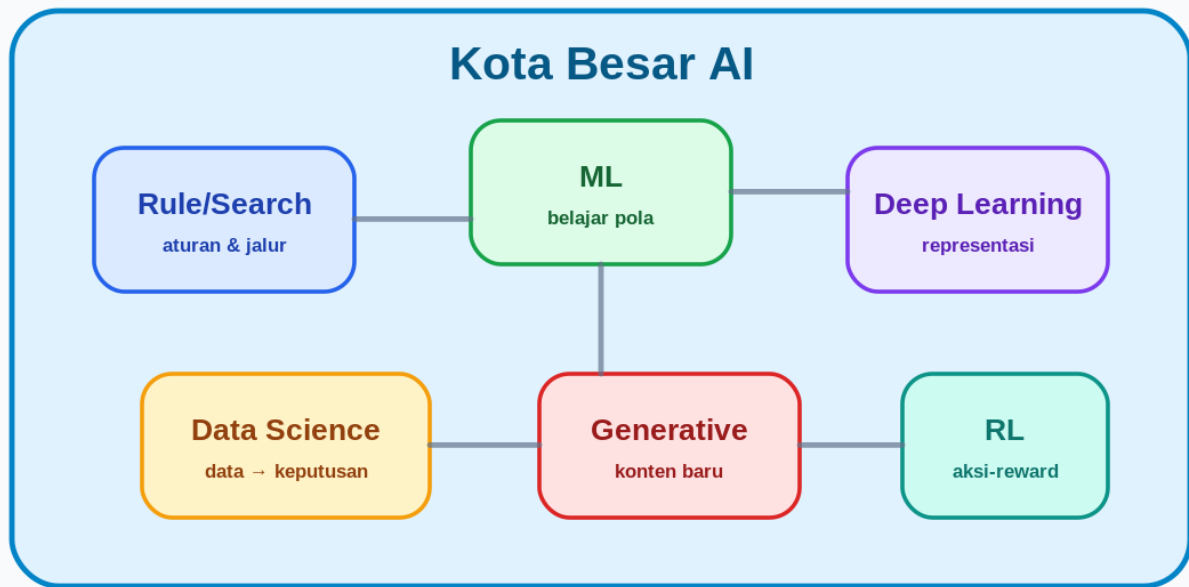 Kota Besar AI
Rule/Search
aturan & jalur
ML
belajar pola
Deep Learning
representasi
Data Science
data → keputusan
Generative
konten baru
RL
aksi-reward